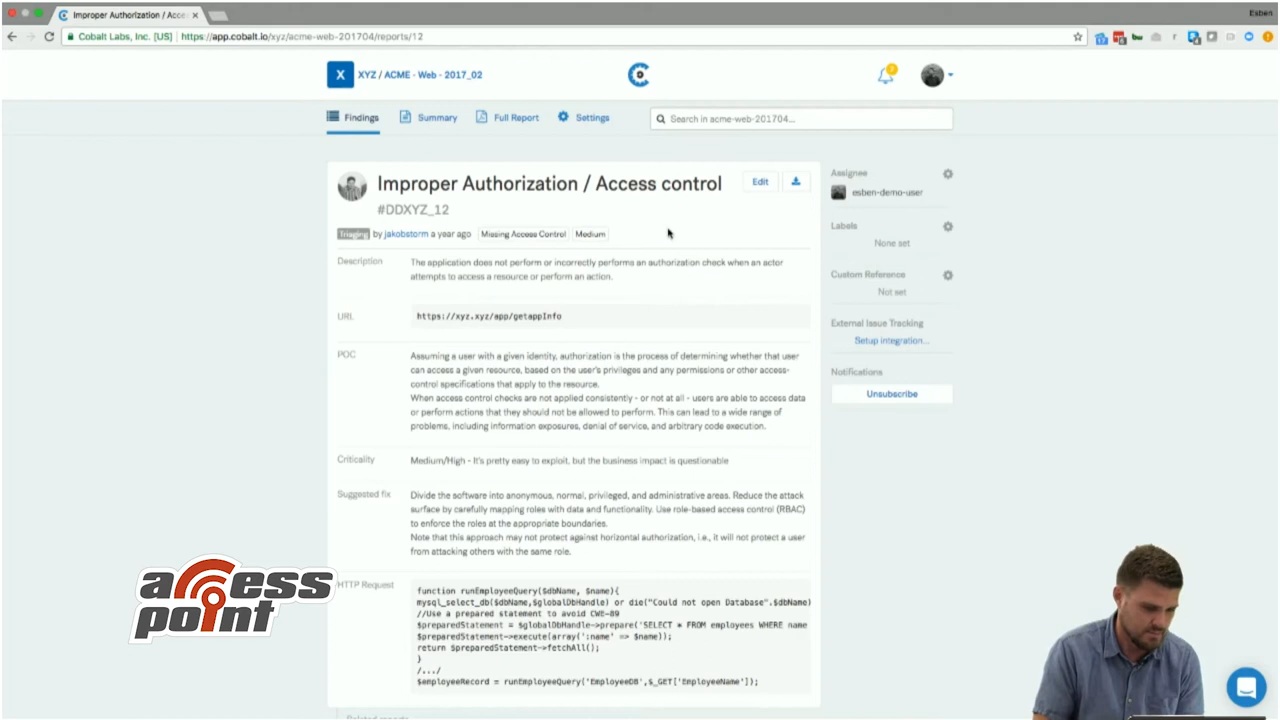 Improper Authorization / Acce
Esben
Cobalt Labs, Inc. [US]
https://app.cobalt.io/xyz/acme-web-201704/reports/12
X
XYZ / ACME - Web - 2017_02
Findings
Summary
Full Report
Settings
Search in acme-web-201704...
Improper Authorization / Access control
Edit
#DDXYZ_12
Triaging by jakobstorm a year ago Missing Access Control Medium
Description
The application does not perform or incorrectly performs an authorization check when an actor
attempts to access a resource or perform an action.
URL
https://xyz.xyz/app/getappInfo
POC
Assuming a user with a given identity, authorization is the process of determining whether that user
can access a given resource, based on the user's privileges and any permissions or other access-
control specifications that apply to the resource.
When access control checks are not applied consistently - or not at all - users are able to access data
or perform actions that they should not be allowed to perform. This can lead to a wide range of
problems, including information exposures, denial of service, and arbitrary code execution.
Criticality
Medium/High - It's pretty easy to exploit, but the business impact is questionable
Suggested fix
Divide the software into anonymous, normal, privileged, and administrative areas. Reduce the attack
surface by carefully mapping roles with data and functionality. Use role-based access control (RBAC)
to enforce the roles at the appropriate boundaries.
Note that this approach may not protect against horizontal authorization, i.e., it will not protect a user
from attacking others with the same role.
HTTP Request
function runEmployeeQuery($dbName, $name){
mysql_select_db($dbName,$globalDbHandle) or die("Could not open Database".$dbName)
//Use a prepared statement to avoid CWE-89
$preparedStatement = $globalDbHandle->prepare('SELECT * FROM employees WHERE name
$preparedStatement->execute(array(':name' => $name));
return $preparedStatement->fetchAll();
}
/.../
$employeeRecord = runEmployeeQuery('EmployeeDB',$_GET['EmployeeName']);
Related reports
Assignee
esben-demo-user
Labels
None set
Custom Reference
Not set
External Issue Tracking
Setup integration...
Notifications
Unsubscribe
access
point